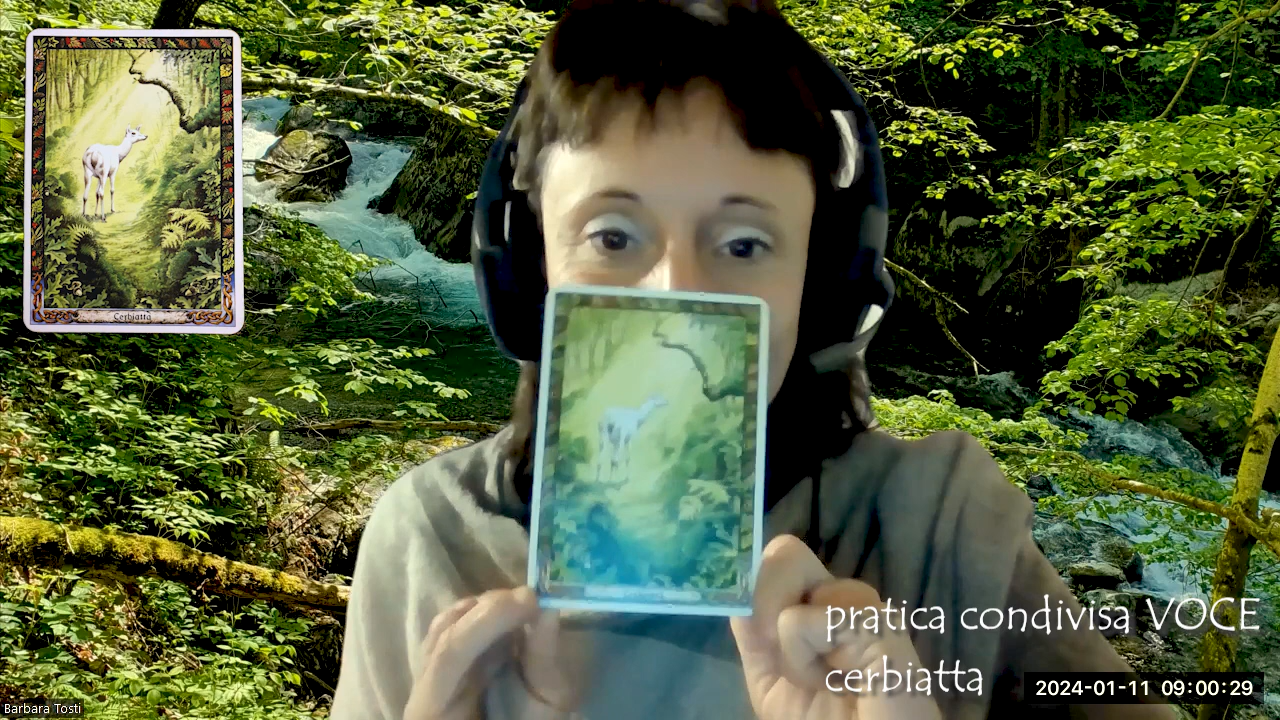 Cerbiatta
pratica condivisa VOCE
cerbiatta
2024-01-11 09:00:29
Barbara Tosti